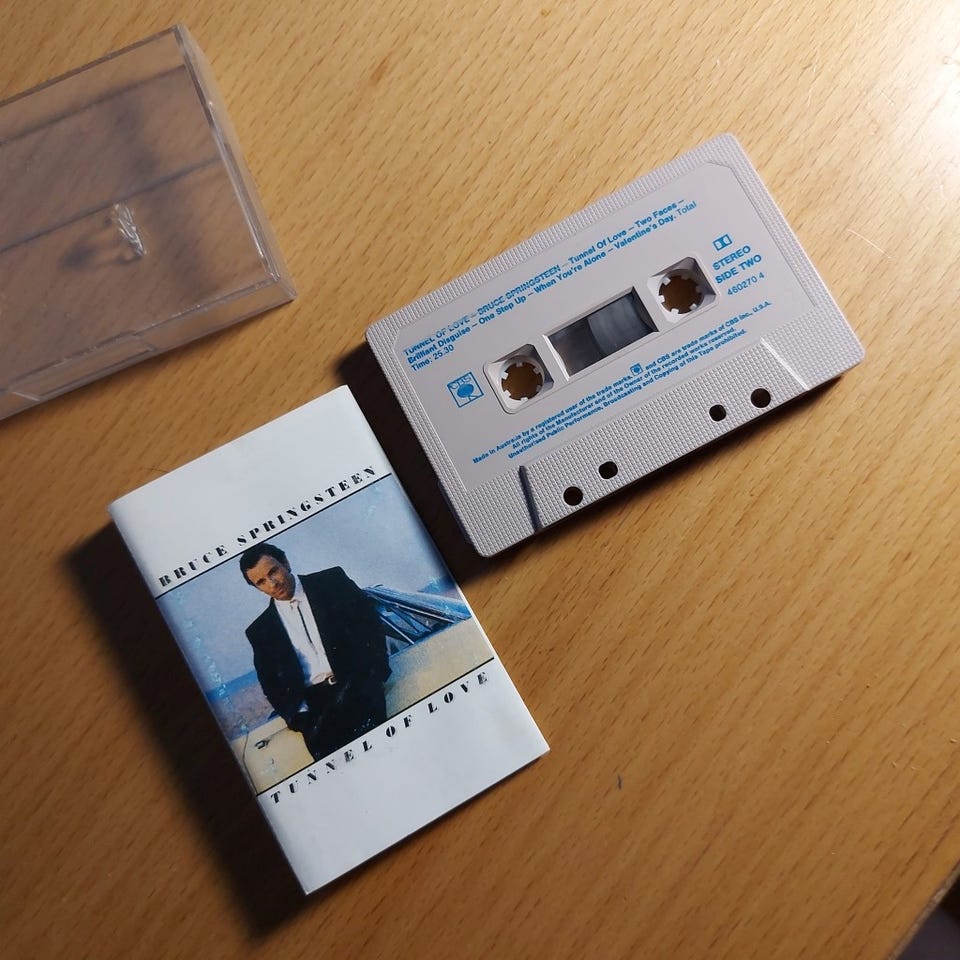 TUNNEL OF LOVE – BRUCE SPRINGSTEEN – Tunnel Of Love – Two Faces –
Brilliant Disguise – One Step Up – When You're Alone – Valentine's Day. Total
Time: 25.30
STEREO
SIDE TWO
460270 4
CBS
Made in Australia by a registered user of the trade marks. and CBS are trade marks of CBS Inc., U.S.A.
All rights of the Manufacturer and of the Owner of the recorded works reserved.
Unauthorised Public Performance, Broadcasting and Copying of this Tape prohibited.
BRUCE SPRINGSTEEN
TUNNEL OF LOVE